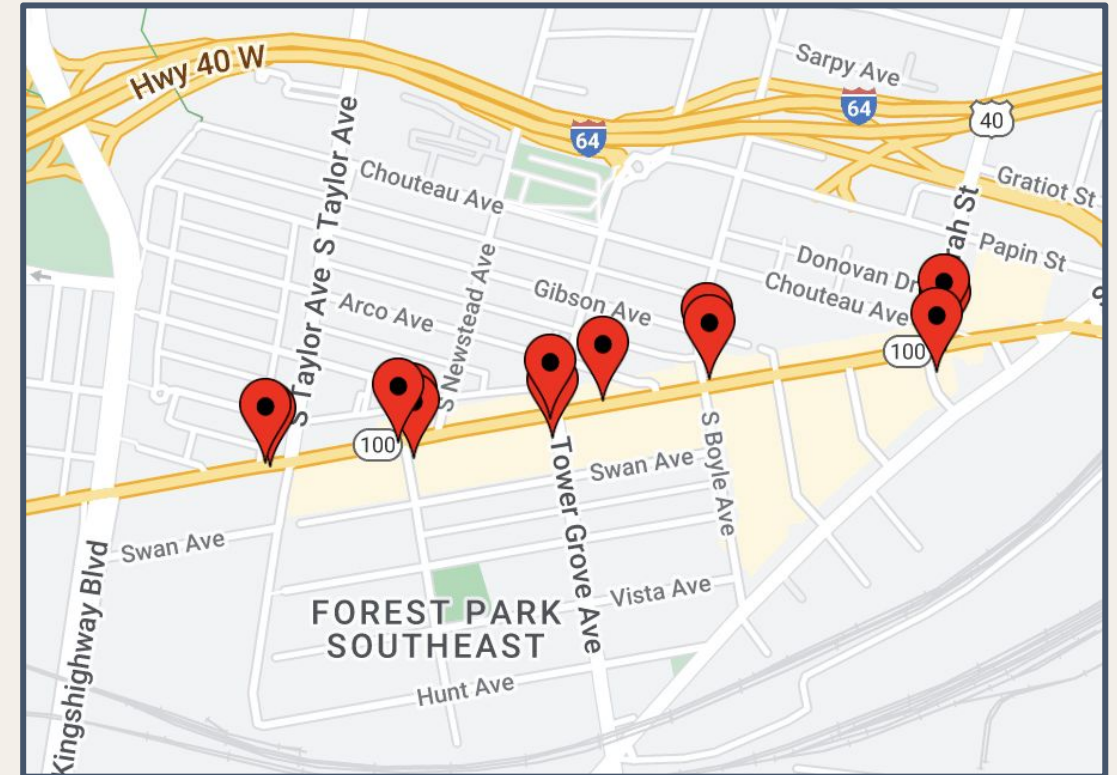 Hwy 40 W
Sarpy Ave
64
64
40
S Taylor Ave
S Taylor Ave
Chouteau Ave
Gratiot St
rah St
Papin St
Donovan Dr
Chouteau Ave
Gibson Ave
Arco Ave
S Newstead Ave
100
100
Swan Ave
S Boyle Ave
Tower Grove Ave
Swan Ave
Vista Ave
FOREST PARK
SOUTHEAST
Hunt Ave
Kingshighway Blvd